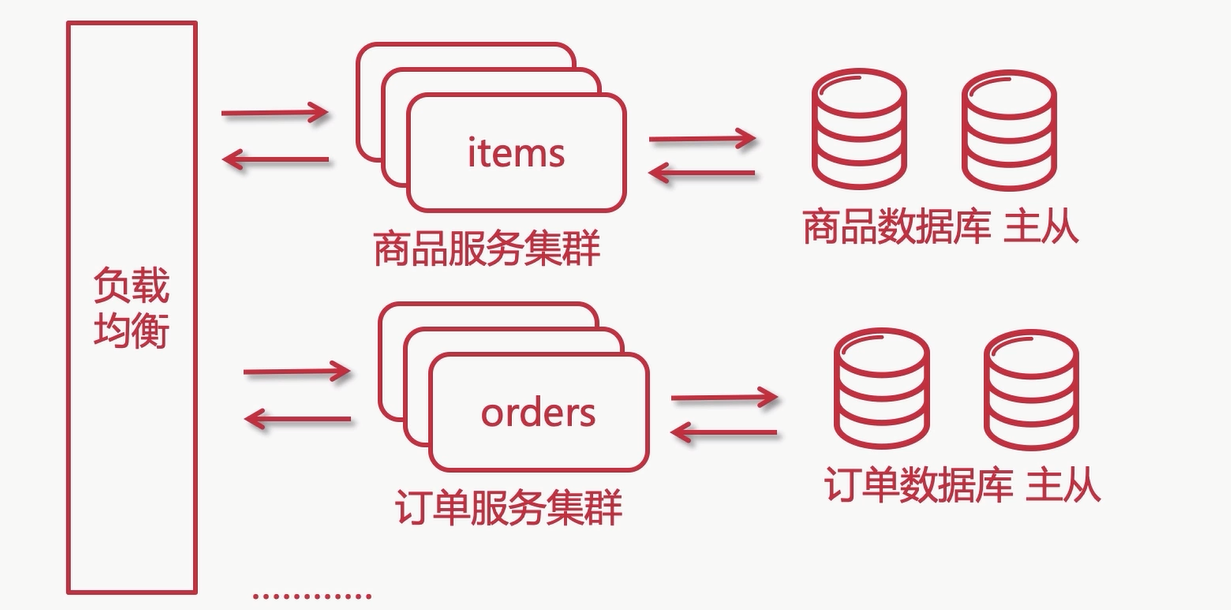 负载
均衡
items
商品服务集群
商品数据库 主从
orders
订单服务集群
订单数据库 主从
............